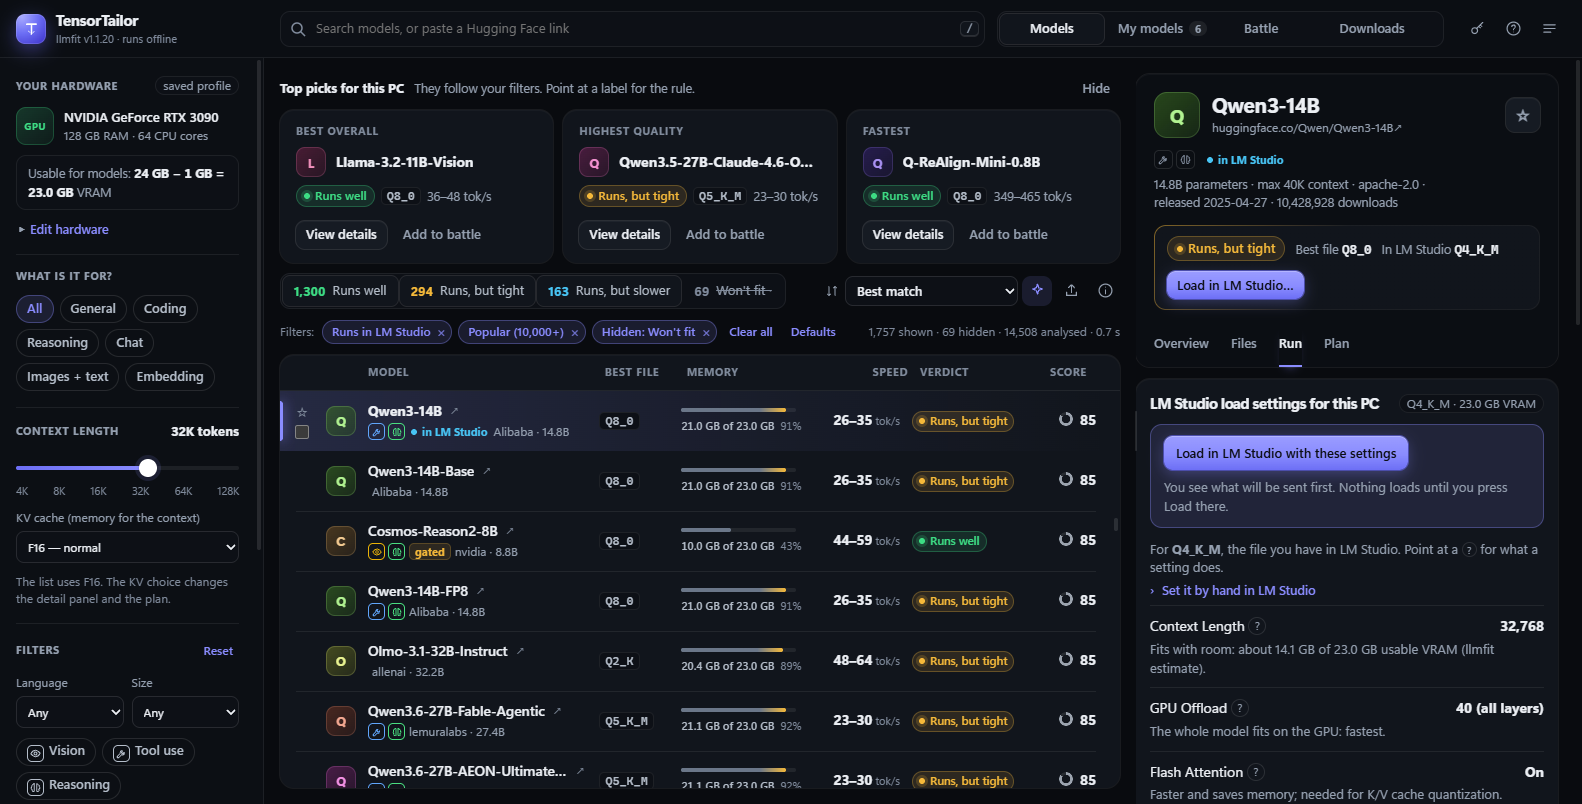 TensorTailor
llmfit v1.1.20 · runs offline
Search models, or paste a Hugging Face link
/
Models
My models 6
Battle
Downloads
YOUR HARDWARE
saved profile
GPU
NVIDIA GeForce RTX 3090
128 GB RAM · 64 CPU cores
Usable for models: 24 GB − 1 GB =
23.0 GB VRAM
▸ Edit hardware
WHAT IS IT FOR?
All
General
Coding
Reasoning
Chat
Images + text
Embedding
CONTEXT LENGTH
32K tokens
4K 8K 16K 32K 64K 128K
KV cache (memory for the context)
F16 — normal
The list uses F16. The KV choice changes
the detail panel and the plan.
FILTERS
Reset
Language
Size
Any
Any
Vision
Tool use
Reasoning
Top picks for this PC They follow your filters. Point at a label for the rule.
Hide
BEST OVERALL
L
Llama-3.2-11B-Vision
Runs well Q8_0 36–48 tok/s
View details
Add to battle
HIGHEST QUALITY
Q
Qwen3.5-27B-Claude-4.6-O...
Runs, but tight Q5_K_M 23–30 tok/s
View details
Add to battle
FASTEST
Q
Q-ReAlign-Mini-0.8B
Runs well Q8_0 349–465 tok/s
View details
Add to battle
1,300 Runs well
294 Runs, but tight
163 Runs, but slower
69 Won't fit
Best match
Filters:
Runs in LM Studio ×
Popular (10,000+) ×
Hidden: Won't fit ×
Clear all
Defaults
1,757 shown · 69 hidden · 14,508 analysed · 0.7 s
MODEL BEST FILE MEMORY SPEED VERDICT SCORE
Q
Qwen3-14B ↗
in LM Studio Alibaba · 14.8B
Q8_0
21.0 GB of 23.0 GB 91%
26–35 tok/s
Runs, but tight
85
Q
Qwen3-14B-Base ↗
Alibaba · 14.8B
Q8_0
21.0 GB of 23.0 GB 91%
26–35 tok/s
Runs, but tight
85
C
Cosmos-Reason2-8B ↗
gated nvidia · 8.8B
Q8_0
10.0 GB of 23.0 GB 43%
44–59 tok/s
Runs well
85
Q
Qwen3-14B-FP8 ↗
Alibaba · 14.8B
Q8_0
21.0 GB of 23.0 GB 91%
26–35 tok/s
Runs, but tight
85
O
Olmo-3.1-32B-Instruct ↗
allenai · 32.2B
Q2_K
20.4 GB of 23.0 GB 89%
48–64 tok/s
Runs, but tight
85
Q
Qwen3.6-27B-Fable-Agentic ↗
lemuralabs · 27.4B
Q5_K_M
21.1 GB of 23.0 GB 92%
23–30 tok/s
Runs, but tight
85
Q
Qwen3.6-27B-AEON-Ultimate... ↗
Q5_K_M
21.1 GB of 23.0 GB 92%
23–30 tok/s
Runs, but tight
85
Q
Qwen3-14B
huggingface.co/Qwen/Qwen3-14B↗
in LM Studio
14.8B parameters · max 40K context · apache-2.0 ·
released 2025-04-27 · 10,428,928 downloads
Runs, but tight Best file Q8_0 In LM Studio Q4_K_M
Load in LM Studio...
Overview
Files
Run
Plan
LM Studio load settings for this PC
Q4_K_M · 23.0 GB VRAM
Load in LM Studio with these settings
You see what will be sent first. Nothing loads until you press
Load there.
For Q4_K_M, the file you have in LM Studio. Point at a ? for what a
setting does.
› Set it by hand in LM Studio
Context Length ? 32,768
Fits with room: about 14.1 GB of 23.0 GB usable VRAM (llmfit
estimate).
GPU Offload ? 40 (all layers)
The whole model fits on the GPU: fastest.
Flash Attention ? On
Faster and saves memory; needed for K/V cache quantization.